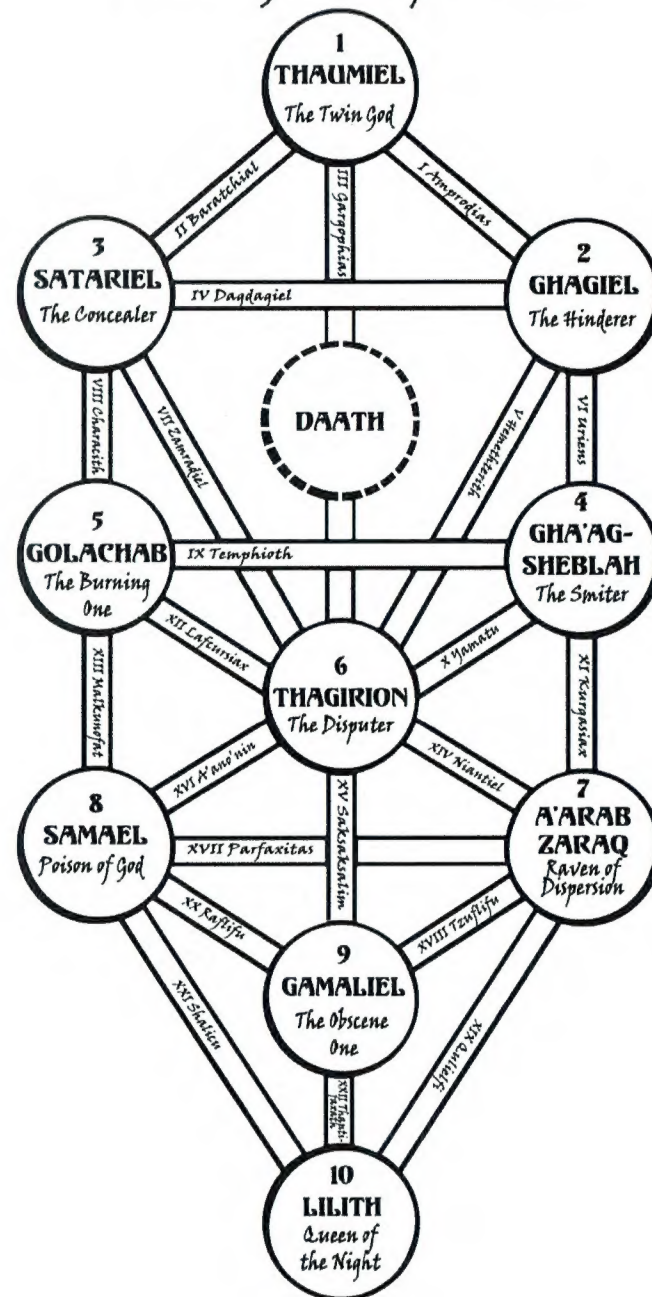 1
THAUMIEL
The Twin God
II Baratchial
III Gargophias
I Amprodias
3
SATARIEL
The Concealer
2
GHAGIEL
The Hinderer
IV Dagdagiel
DAATH
VIII Characith
VII Zamradiel
V Hemethterith
VI Uriens
5
GOLACHAB
The Burning
One
4
GHA'AG-
SHEBLAH
The Smiter
IX Temphioth
XII Lafcursiax
X Yamatu
6
THAGIRION
The Disputer
XIII Malkunofat
XI Kurgasiax
XVI A'ano'nin
XIV Niantiel
8
SAMAEL
Poison of God
7
A'ARAB
ZARAQ
Raven of
Dispersion
XVII Parfaxitas
XV Saksaksalim
XX Raflifu
XVIII Tzuflifu
9
GAMALIEL
The Obscene
One
XXI Shalicu
XIX Qulielfi
XXII Thanti-
faxath
10
LILITH
Queen of
the Night